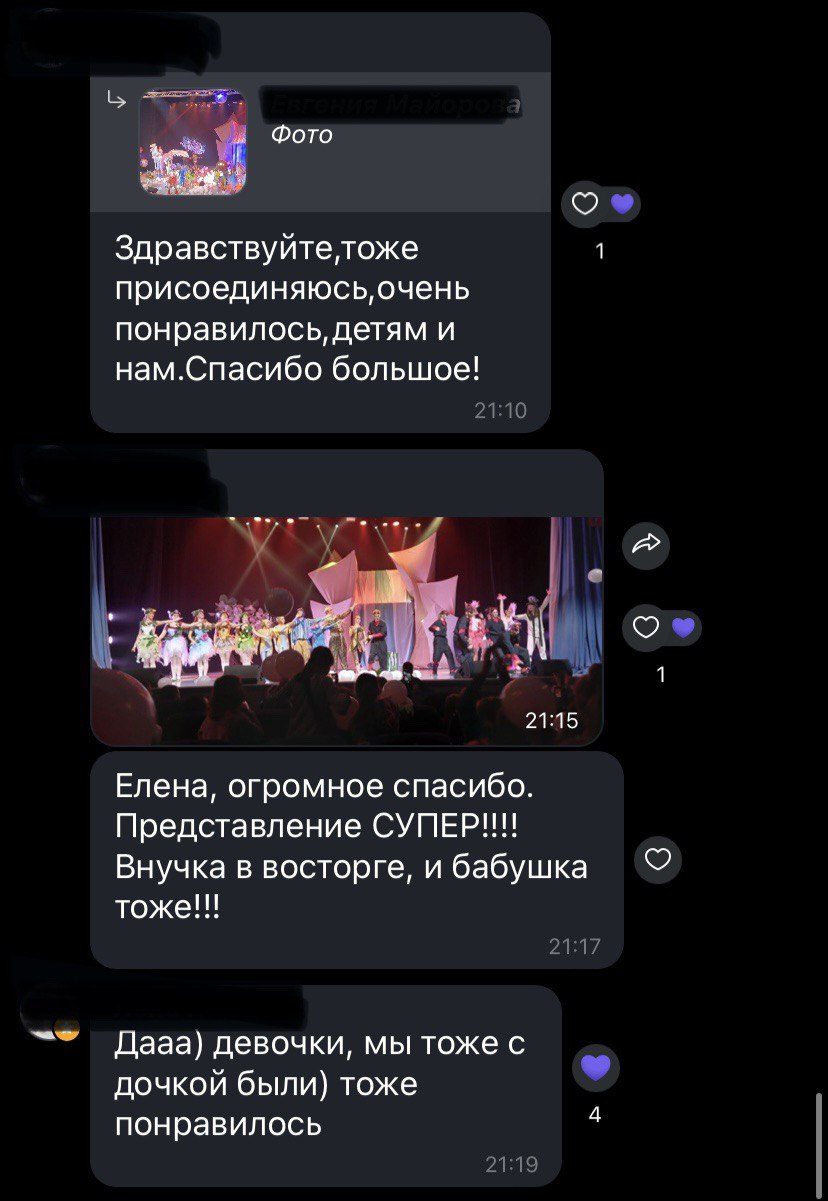 Фото
Здравствуйте,тоже
присоединяюсь,очень
понравилось,детям и
нам.Спасибо большое!
21:10
1
21:15
1
Елена, огромное спасибо.
Представление СУПЕР!!!!
Внучка в восторге, и бабушка
тоже!!!
21:17
Дааа) девочки, мы тоже с
дочкой были) тоже
понравилось
21:19
4